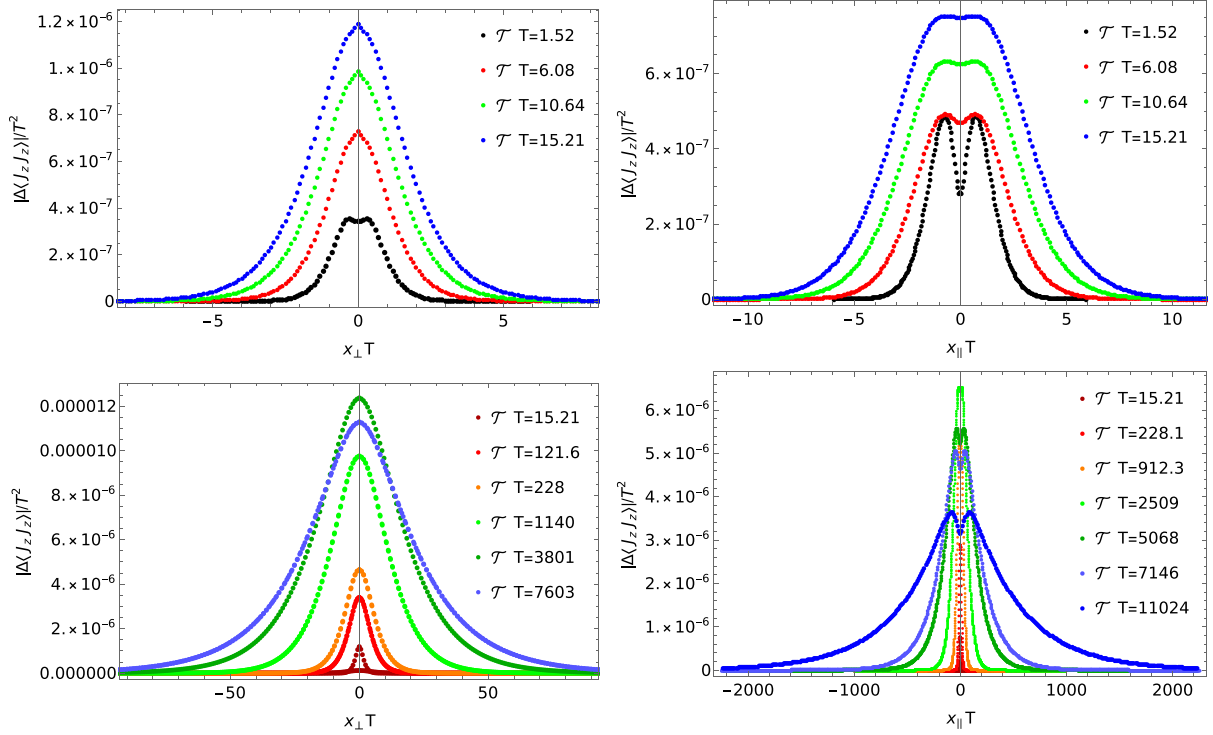 |Δ⟨J_z J_z⟩|/T²
1.2×10⁻⁶
1.×10⁻⁶
8.×10⁻⁷
6.×10⁻⁷
4.×10⁻⁷
2.×10⁻⁷
0
−5
0
5
x⊥T
𝒯 T=1.52
𝒯 T=6.08
𝒯 T=10.64
𝒯 T=15.21
|Δ⟨J_z J_z⟩|/T²
6.×10⁻⁷
4.×10⁻⁷
2.×10⁻⁷
0
−10
−5
0
5
10
x∥T
𝒯 T=1.52
𝒯 T=6.08
𝒯 T=10.64
𝒯 T=15.21
|Δ⟨J_z J_z⟩|/T²
0.000012
0.000010
8.×10⁻⁶
6.×10⁻⁶
4.×10⁻⁶
2.×10⁻⁶
0.000000
−50
0
50
x⊥T
𝒯 T=15.21
𝒯 T=121.6
𝒯 T=228
𝒯 T=1140
𝒯 T=3801
𝒯 T=7603
|Δ⟨J_z J_z⟩|/T²
6.×10⁻⁶
5.×10⁻⁶
4.×10⁻⁶
3.×10⁻⁶
2.×10⁻⁶
1.×10⁻⁶
0
−2000
−1000
0
1000
2000
x∥T
𝒯 T=15.21
𝒯 T=228.1
𝒯 T=912.3
𝒯 T=2509
𝒯 T=5068
𝒯 T=7146
𝒯 T=11024